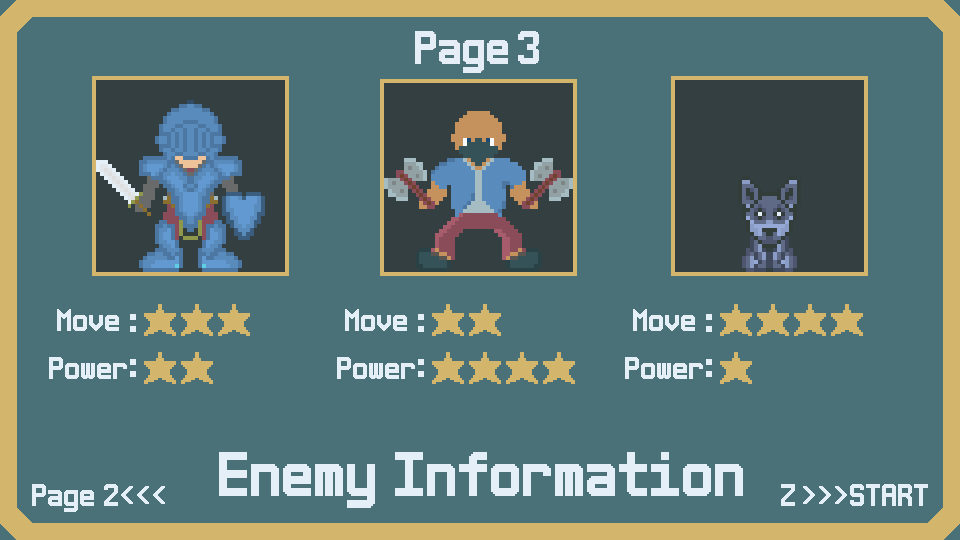 Page 3
Move :
Move :
Move :
Power:
Power:
Power:
Enemy Information
Page 2<<<
Z >>>START